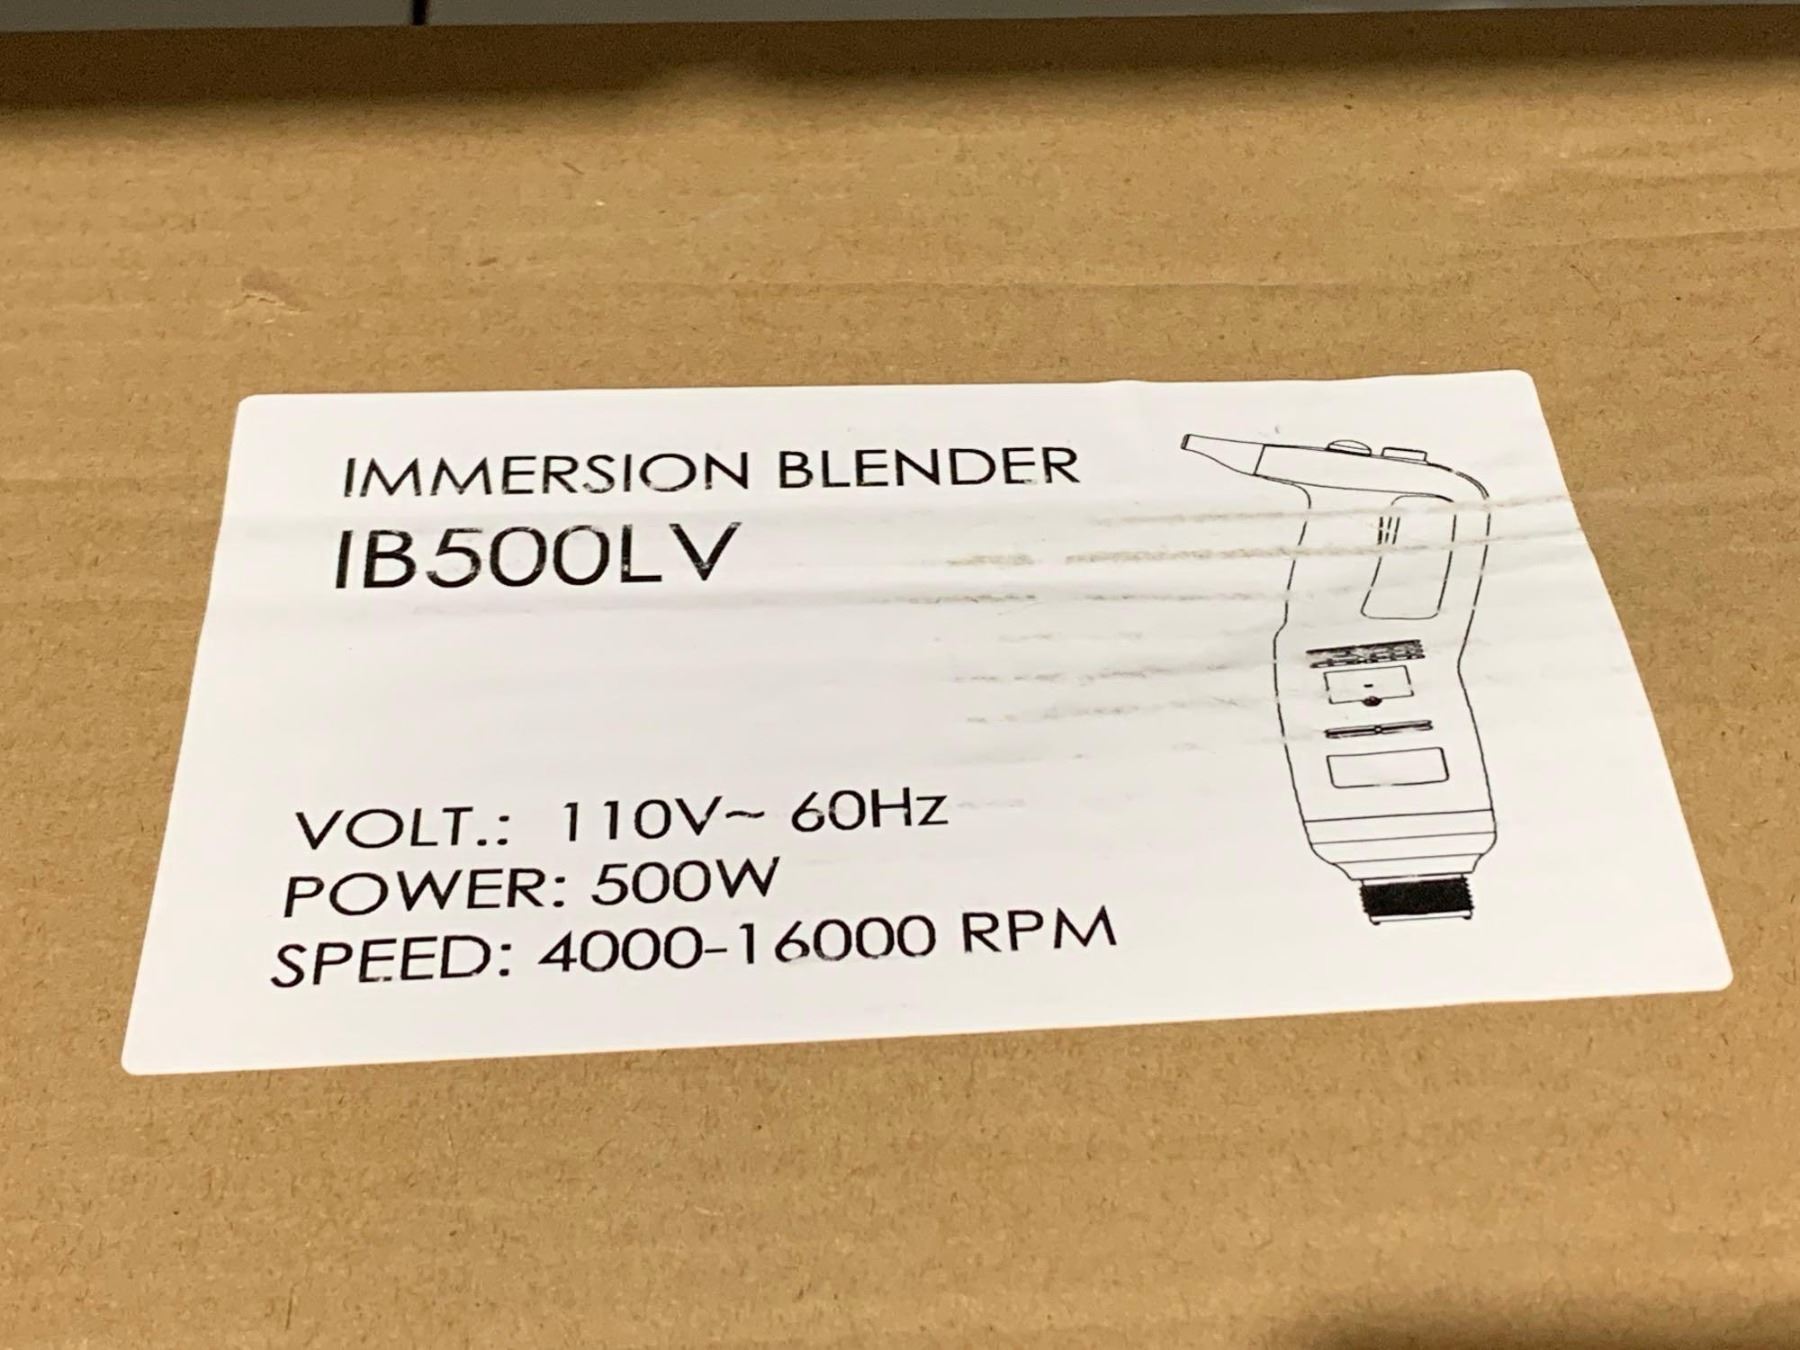 IMMERSION BLENDER
IB500LV
VOLT.: 110V~ 60Hz
POWER: 500W
SPEED: 4000-16000 RPM